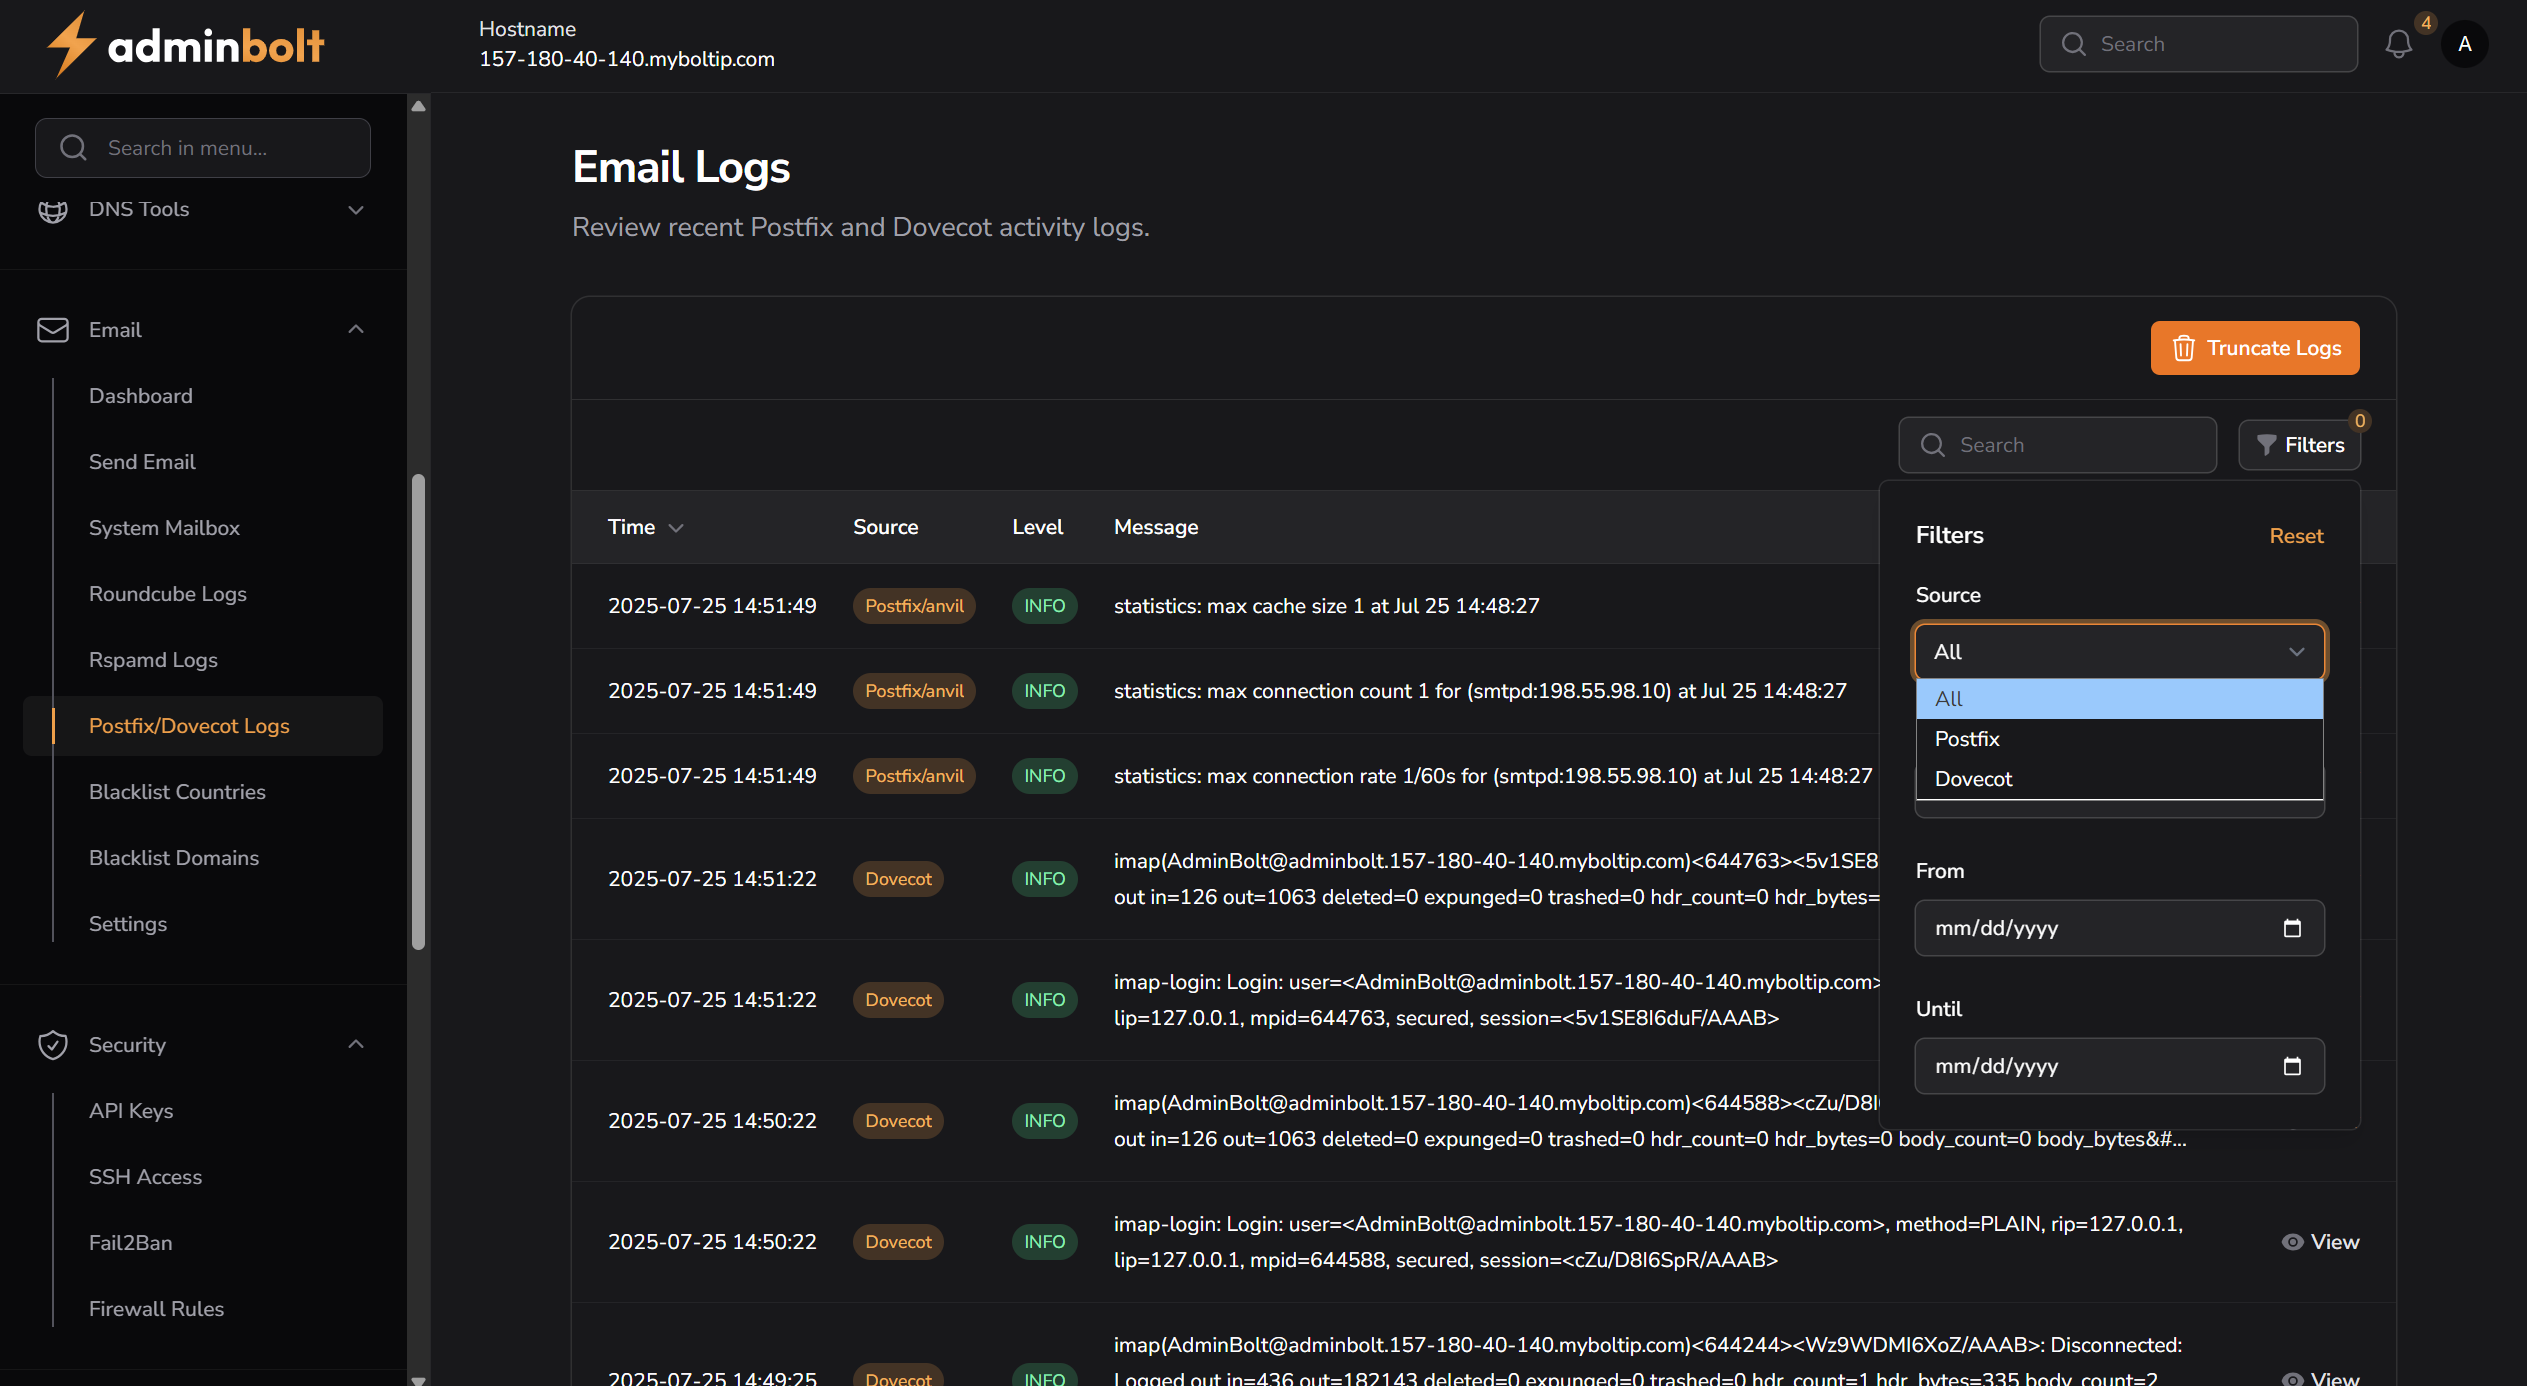 adminbolt
Hostname
157-180-40-140.myboltip.com
Search
4
A
Search in menu...
DNS Tools
Email
Dashboard
Send Email
System Mailbox
Roundcube Logs
Rspamd Logs
Postfix/Dovecot Logs
Blacklist Countries
Blacklist Domains
Settings
Security
API Keys
SSH Access
Fail2Ban
Firewall Rules
Email Logs
Review recent Postfix and Dovecot activity logs.
Truncate Logs
Search
Filters
0
Time Source Level Message
2025-07-25 14:51:49 Postfix/anvil INFO statistics: max cache size 1 at Jul 25 14:48:27
2025-07-25 14:51:49 Postfix/anvil INFO statistics: max connection count 1 for (smtpd:198.55.98.10) at Jul 25 14:48:27
2025-07-25 14:51:49 Postfix/anvil INFO statistics: max connection rate 1/60s for (smtpd:198.55.98.10) at Jul 25 14:48:27
2025-07-25 14:51:22 Dovecot INFO imap(AdminBolt@adminbolt.157-180-40-140.myboltip.com)<644763><5v1SE8
out in=126 out=1063 deleted=0 expunged=0 trashed=0 hdr_count=0 hdr_bytes=
2025-07-25 14:51:22 Dovecot INFO imap-login: Login: user=<AdminBolt@adminbolt.157-180-40-140.myboltip.com>
lip=127.0.0.1, mpid=644763, secured, session=<5v1SE8I6duF/AAAB>
2025-07-25 14:50:22 Dovecot INFO imap(AdminBolt@adminbolt.157-180-40-140.myboltip.com)<644588><cZu/D8I
out in=126 out=1063 deleted=0 expunged=0 trashed=0 hdr_count=0 hdr_bytes=0 body_count=0 body_bytes&#...
2025-07-25 14:50:22 Dovecot INFO imap-login: Login: user=<AdminBolt@adminbolt.157-180-40-140.myboltip.com>, method=PLAIN, rip=127.0.0.1,
lip=127.0.0.1, mpid=644588, secured, session=<cZu/D8I6SpR/AAAB>
View
2025-07-25 14:49:25 Dovecot INFO imap(AdminBolt@adminbolt.157-180-40-140.myboltip.com)<644244><Wz9WDMI6XoZ/AAAB>: Disconnected:
Logged out in=436 out=182143 deleted=0 expunged=0 trashed=0 hdr_count=1 hdr_bytes=335 body_count=2
View
Filters
Reset
Source
All
All
Postfix
Dovecot
From
mm/dd/yyyy
Until
mm/dd/yyyy